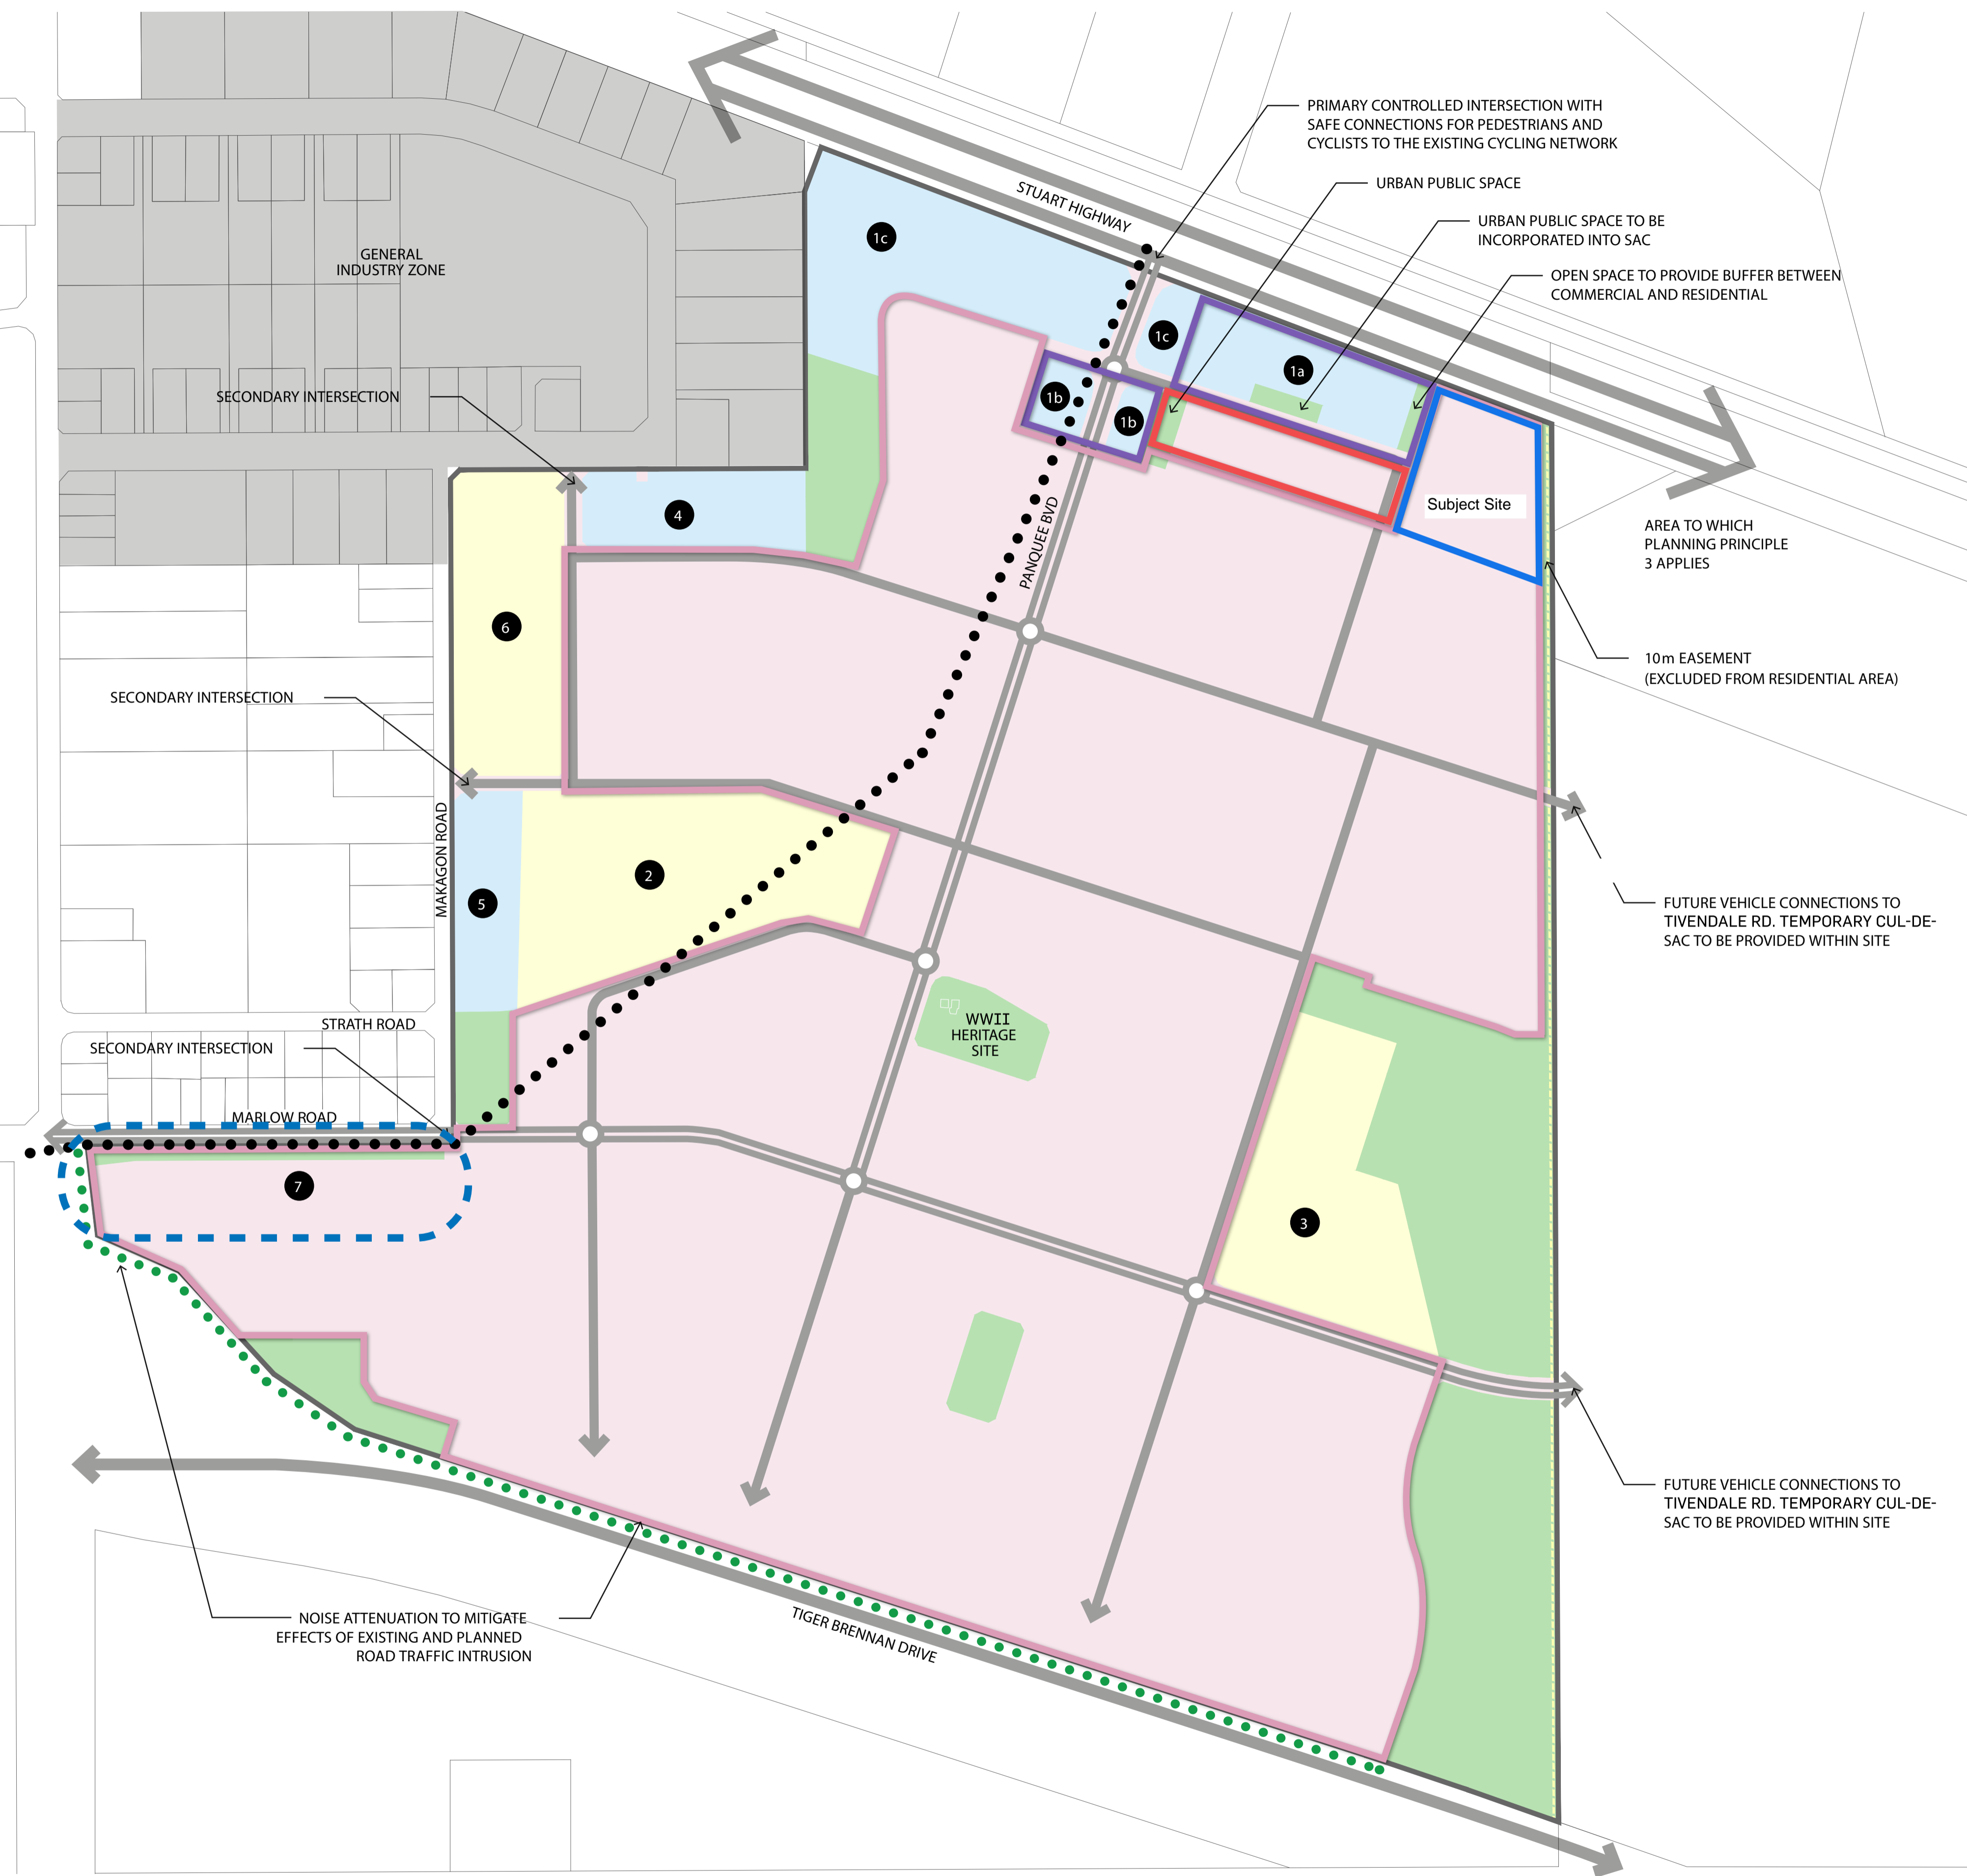 PRIMARY CONTROLLED INTERSECTION WITH
SAFE CONNECTIONS FOR PEDESTRIANS AND
CYCLISTS TO THE EXISTING CYCLING NETWORK
URBAN PUBLIC SPACE
STUART HIGHWAY
URBAN PUBLIC SPACE TO BE
INCORPORATED INTO SAC
1c
GENERAL
INDUSTRY ZONE
OPEN SPACE TO PROVIDE BUFFER BETWEEN
COMMERCIAL AND RESIDENTIAL
1c
1a
SECONDARY INTERSECTION
1b
1b
4
Subject Site
PANQUEE BVD
AREA TO WHICH
PLANNING PRINCIPLE
3 APPLIES
6
10m EASEMENT
(EXCLUDED FROM RESIDENTIAL AREA)
SECONDARY INTERSECTION
MAKAGON ROAD
2
5
FUTURE VEHICLE CONNECTIONS TO
TIVENDALE RD. TEMPORARY CUL-DE-
SAC TO BE PROVIDED WITHIN SITE
STRATH ROAD
WWII
HERITAGE
SITE
SECONDARY INTERSECTION
MARLOW ROAD
7
3
FUTURE VEHICLE CONNECTIONS TO
TIVENDALE RD. TEMPORARY CUL-DE-
SAC TO BE PROVIDED WITHIN SITE
NOISE ATTENUATION TO MITIGATE
EFFECTS OF EXISTING AND PLANNED
ROAD TRAFFIC INTRUSION
TIGER BRENNAN DRIVE